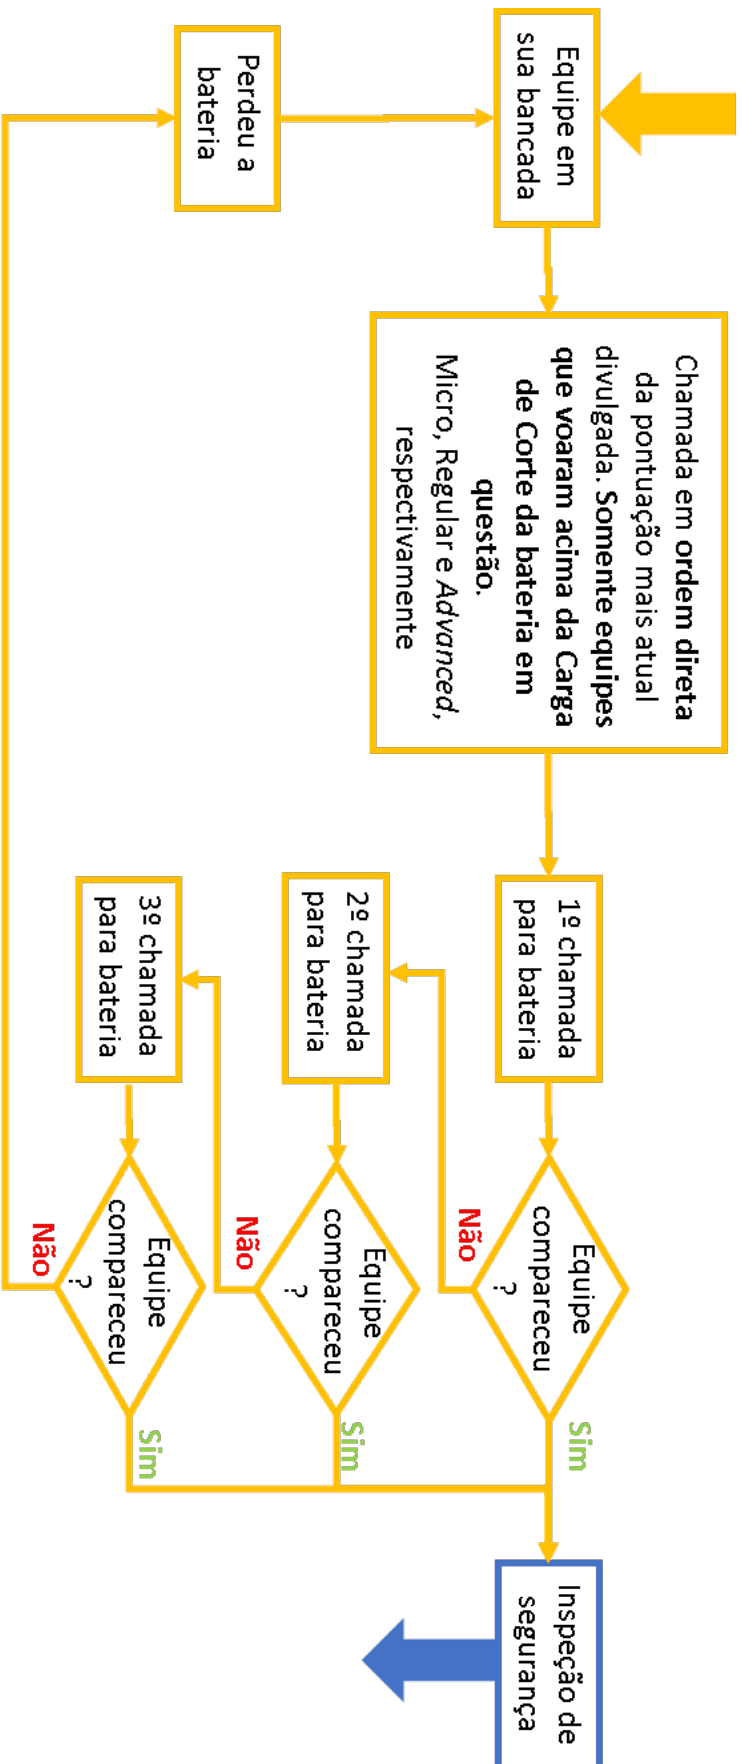 Equipe em
sua bancada
Chamada em ordem direta
da pontuação mais atual
divulgada. Somente equipes
que voaram acima da Carga
de Corte da bateria em
questão.
Micro, Regular e Advanced,
respectivamente
1º chamada
para bateria
Equipe
compareceu
?
Sim
Não
Inspeção de
segurança
2º chamada
para bateria
Equipe
compareceu
?
Sim
Não
Perdeu a
bateria
3º chamada
para bateria
Equipe
compareceu
?
Sim
Não